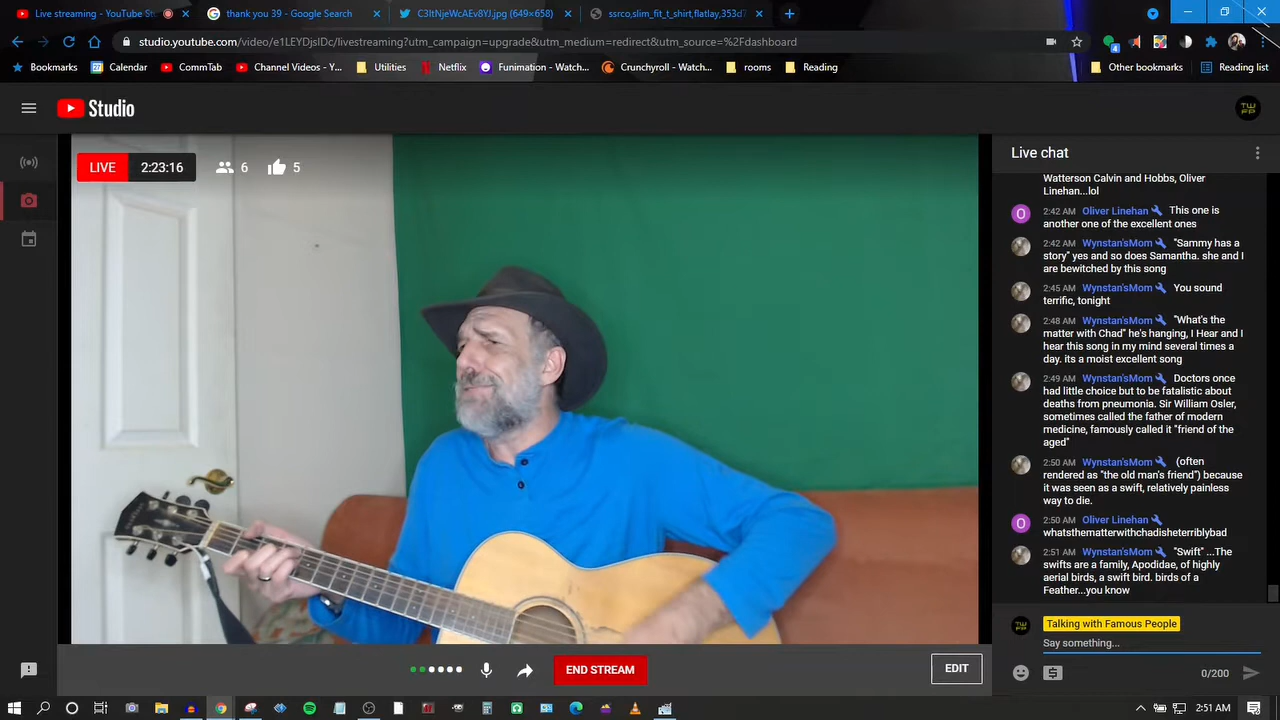 Live streaming - YouTube St
thank you 39 - Google Search
C3ItNjeWcAEv8YJ.jpg (649×658)
ssrco,slim_fit_t_shirt,flatlay,353d7
studio.youtube.com/video/e1LEYDjsIDc/livestreaming?utm_campaign=upgrade&utm_medium=redirect&utm_source=%2Fdashboard
Bookmarks
Calendar
CommTab
Channel Videos - Y...
Utilities
Netflix
Funimation - Watch...
Crunchyroll - Watch...
rooms
Reading
Other bookmarks
Reading list
Studio
TW
FP
LIVE 2:23:16 6 5
Live chat
Watterson Calvin and Hobbs, Oliver
Linehan...lol
O 2:42 AM Oliver Linehan This one is
another one of the excellent ones
2:42 AM Wynstan'sMom "Sammy has a
story" yes and so does Samantha. she and I
are bewitched by this song
2:45 AM Wynstan'sMom You sound
terrific, tonight
2:48 AM Wynstan'sMom "What's the
matter with Chad" he's hanging, I Hear and I
hear this song in my mind several times a
day. its a moist excellent song
2:49 AM Wynstan'sMom Doctors once
had little choice but to be fatalistic about
deaths from pneumonia. Sir William Osler,
sometimes called the father of modern
medicine, famously called it "friend of the
aged"
2:50 AM Wynstan'sMom (often
rendered as "the old man's friend") because
it was seen as a swift, relatively painless
way to die.
O 2:50 AM Oliver Linehan
whatsthematterwithchadisheterriblybad
2:51 AM Wynstan'sMom "Swift" ...The
swifts are a family, Apodidae, of highly
aerial birds, a swift bird. birds of a
Feather...you know
Talking with Famous People
Say something...
0/200
END STREAM
EDIT
2:51 AM